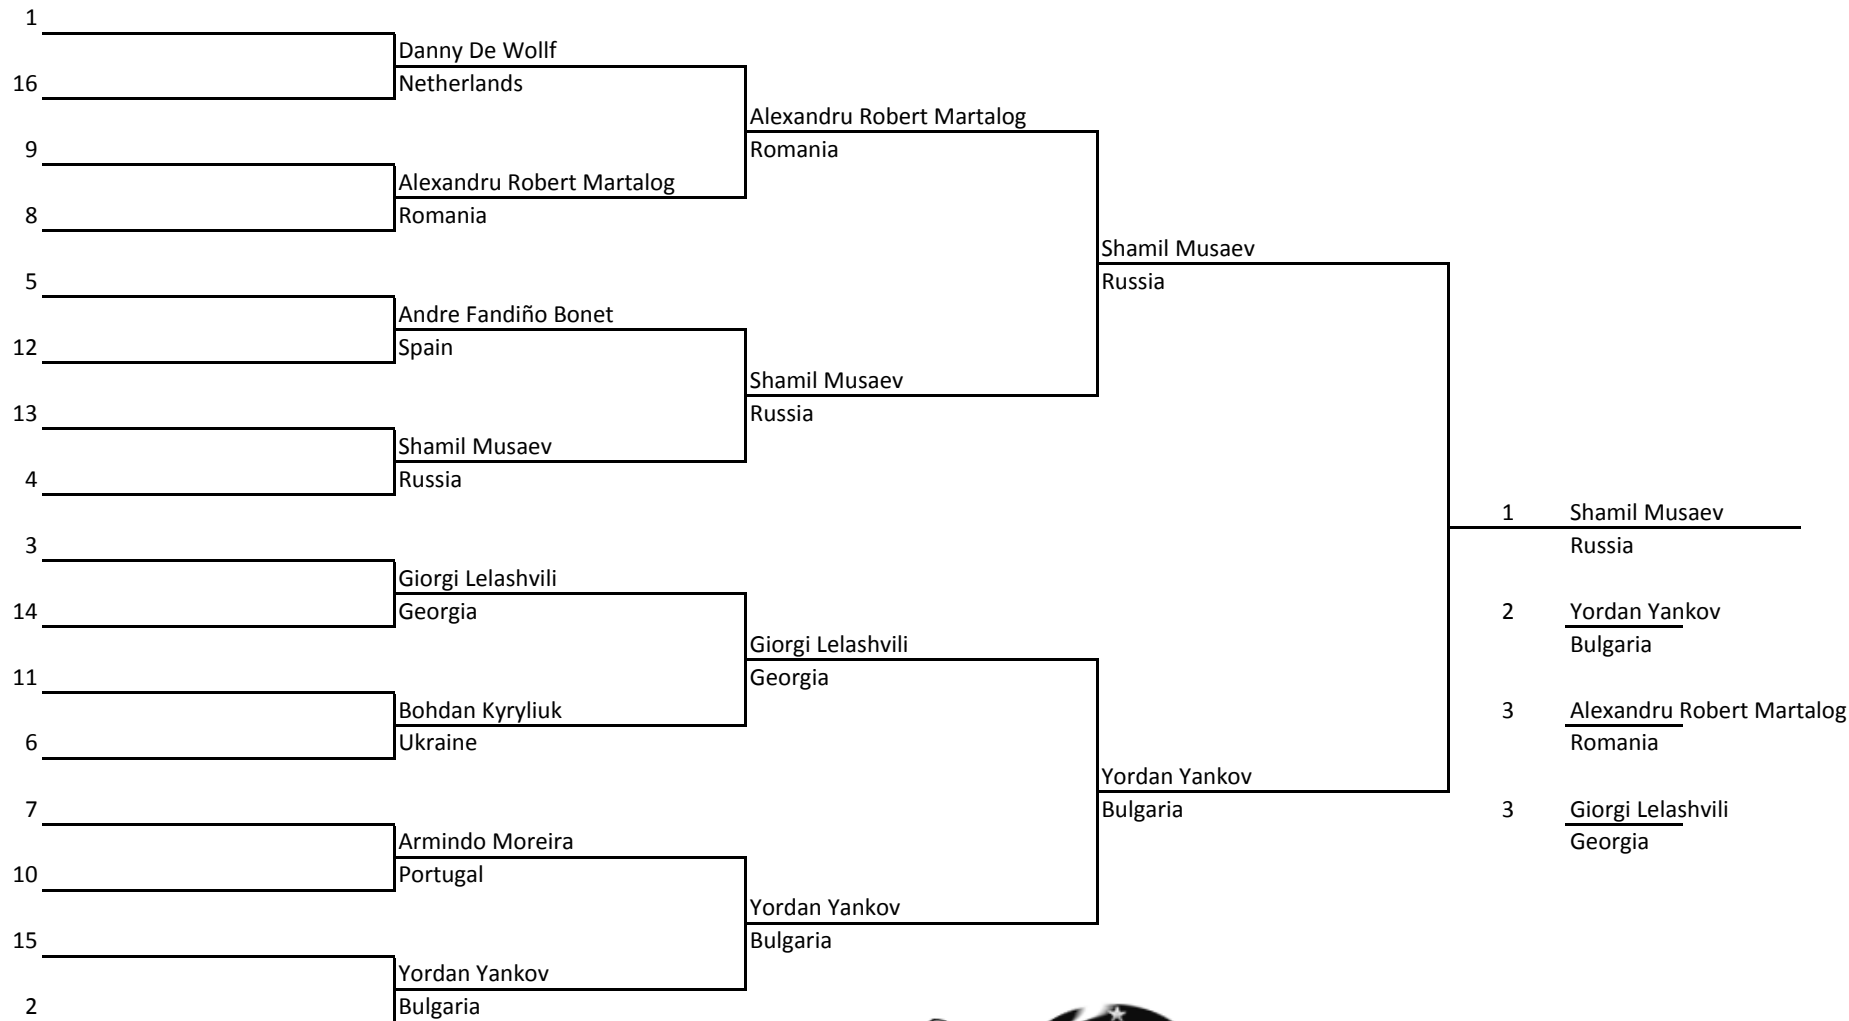 1
Danny De Wollf
16
Netherlands
Alexandru Robert Martalog
9
Romania
Alexandru Robert Martalog
8
Romania
Shamil Musaev
5
Russia
Andre Fandiño Bonet
12
Spain
Shamil Musaev
13
Russia
Shamil Musaev
4
Russia
1 Shamil Musaev
3
Russia
Giorgi Lelashvili
14
Georgia
2 Yordan Yankov
Giorgi Lelashvili
Bulgaria
11
Georgia
Bohdan Kyryliuk
3 Alexandru Robert Martalog
6
Ukraine
Romania
Yordan Yankov
7
Bulgaria
3 Giorgi Lelashvili
Armindo Moreira
Georgia
10
Portugal
Yordan Yankov
15
Bulgaria
Yordan Yankov
2
Bulgaria